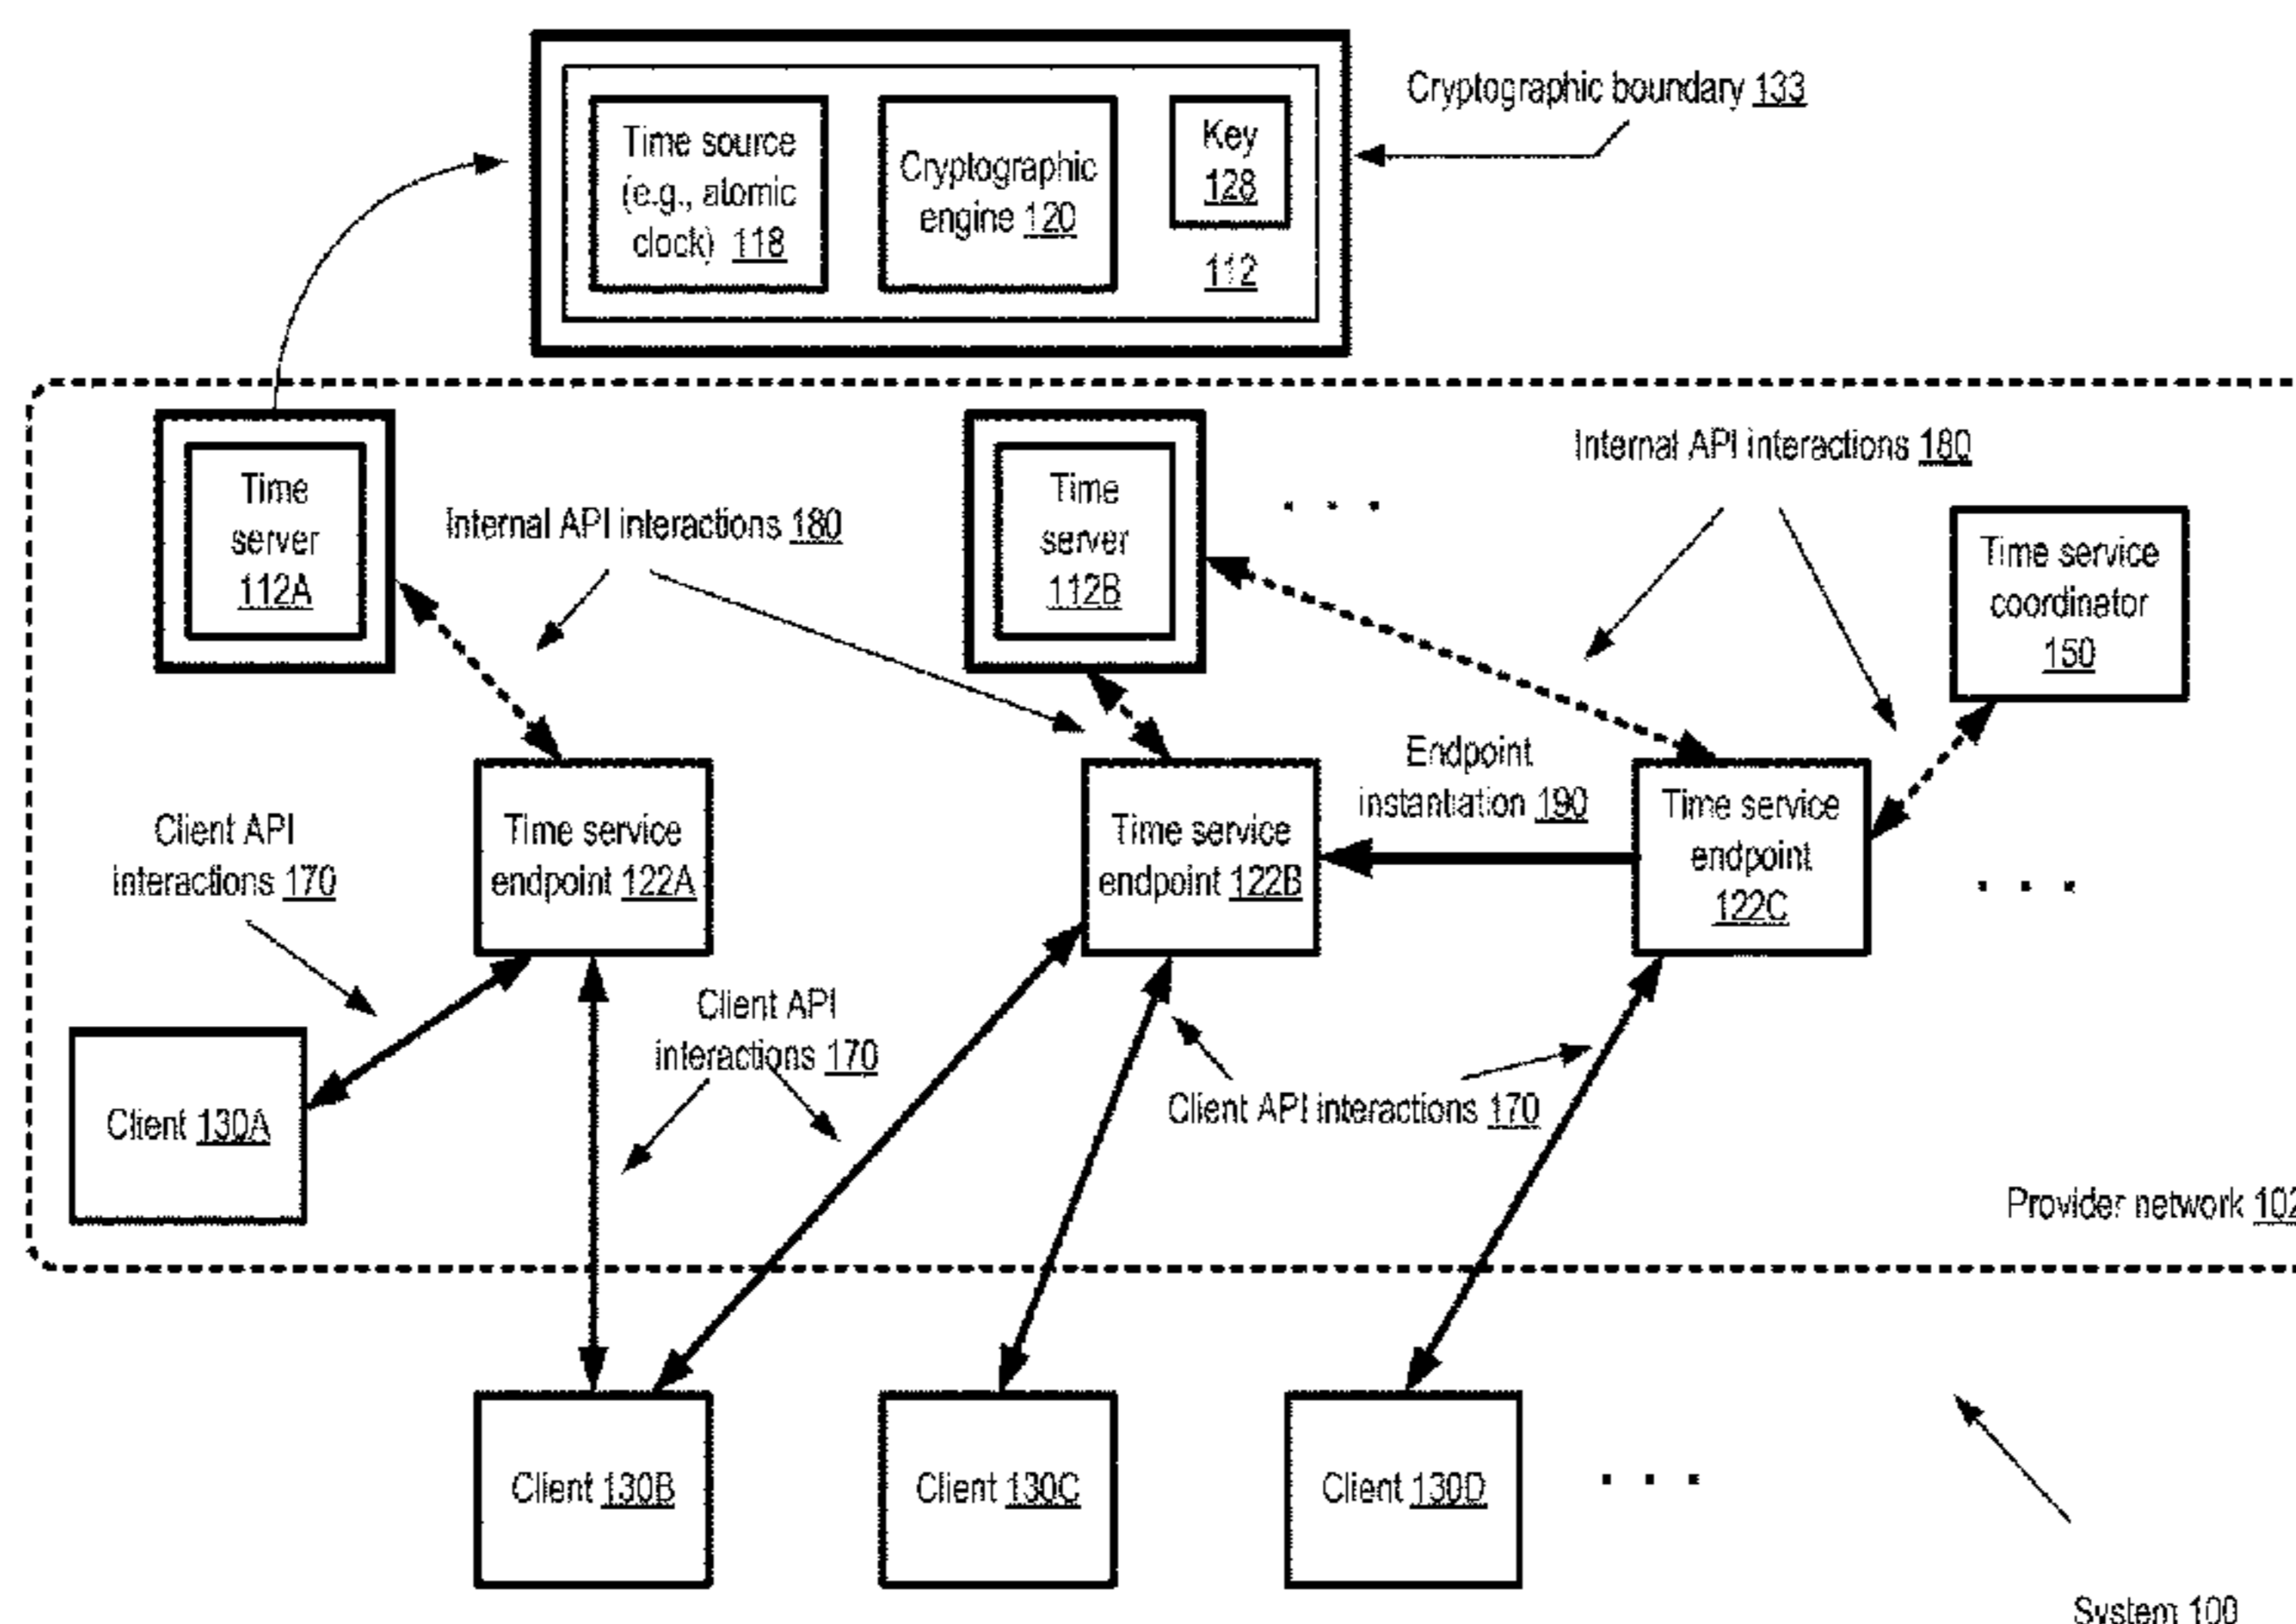 Time source
(e.g., atomic
clock) 118
Cryptographic
engine 120
Key
128
112
Cryptographic boundary 133
Time
server
112A
Internal API interactions 180
Time
server
112B
. . .
Internal API interactions 180
Time service
coordinator
150
Client API
interactions 170
Time service
endpoint 122A
Time service
endpoint 122B
Endpoint
instantiation 190
Time service
endpoint
122C
. . .
Client API
interactions 170
Client API interactions 170
Client 130A
Provider network 102
Client 130B
Client 130C
Client 130D
. . .
System 100